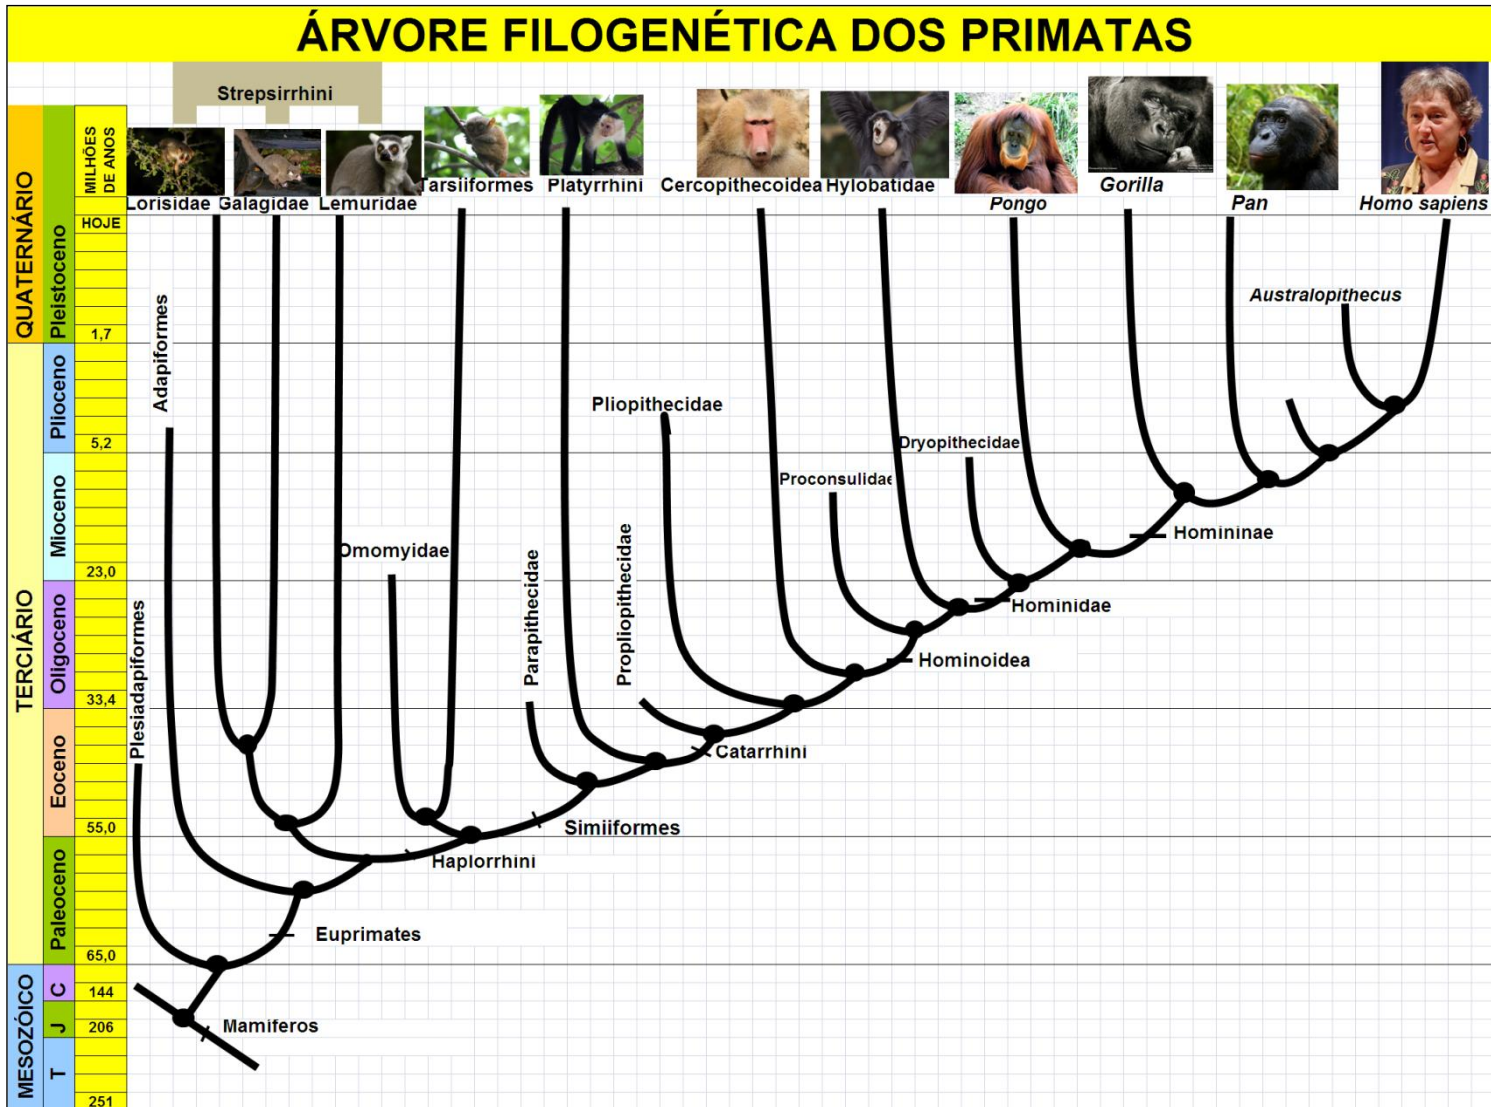 ÁRVORE FILOGENÉTICA DOS PRIMATAS
Strepsirrhini
Lorisidae
Galagidae
Lemuridae
Tarsiiformes
Platyrrhini
Cercopithecoidea
Hylobatidae
Pongo
Gorilla
Pan
Homo sapiens
QUATERNÁRIO
Pleistoceno
MILHÕES
DE ANOS
HOJE
1,7
Australopithecus
Adapiformes
TERCIÁRIO
Plioceno
5,2
Pliopithecidae
Dryopithecidae
Proconsulidae
Mioceno
23,0
Omomyidae
Homininae
Parapithecidae
Propliopithecidae
Hominidae
Oligoceno
33,4
Hominoidea
Plesiadapiformes
Eoceno
55,0
Catarrhini
Simiiformes
Haplorrhini
Paleoceno
65,0
Euprimates
MESOZÓICO
C
144
J
206
Mamíferos
T
251